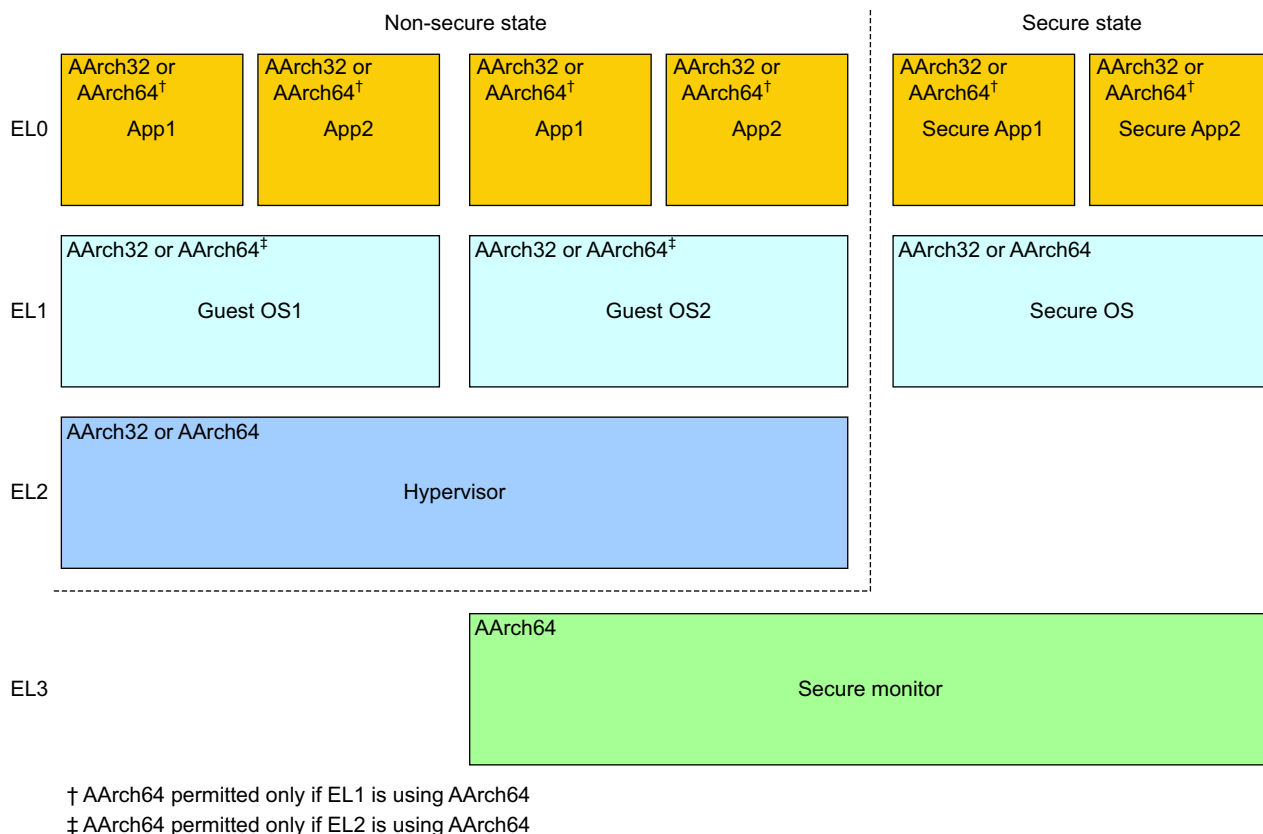 Non-secure state
Secure state
EL0
AArch32 or
AArch64†
App1
AArch32 or
AArch64†
App2
AArch32 or
AArch64†
App1
AArch32 or
AArch64†
App2
AArch32 or
AArch64†
Secure App1
AArch32 or
AArch64†
Secure App2
EL1
AArch32 or AArch64‡
Guest OS1
AArch32 or AArch64‡
Guest OS2
AArch32 or AArch64
Secure OS
EL2
AArch32 or AArch64
Hypervisor
EL3
AArch64
Secure monitor
† AArch64 permitted only if EL1 is using AArch64
‡ AArch64 permitted only if EL2 is using AArch64